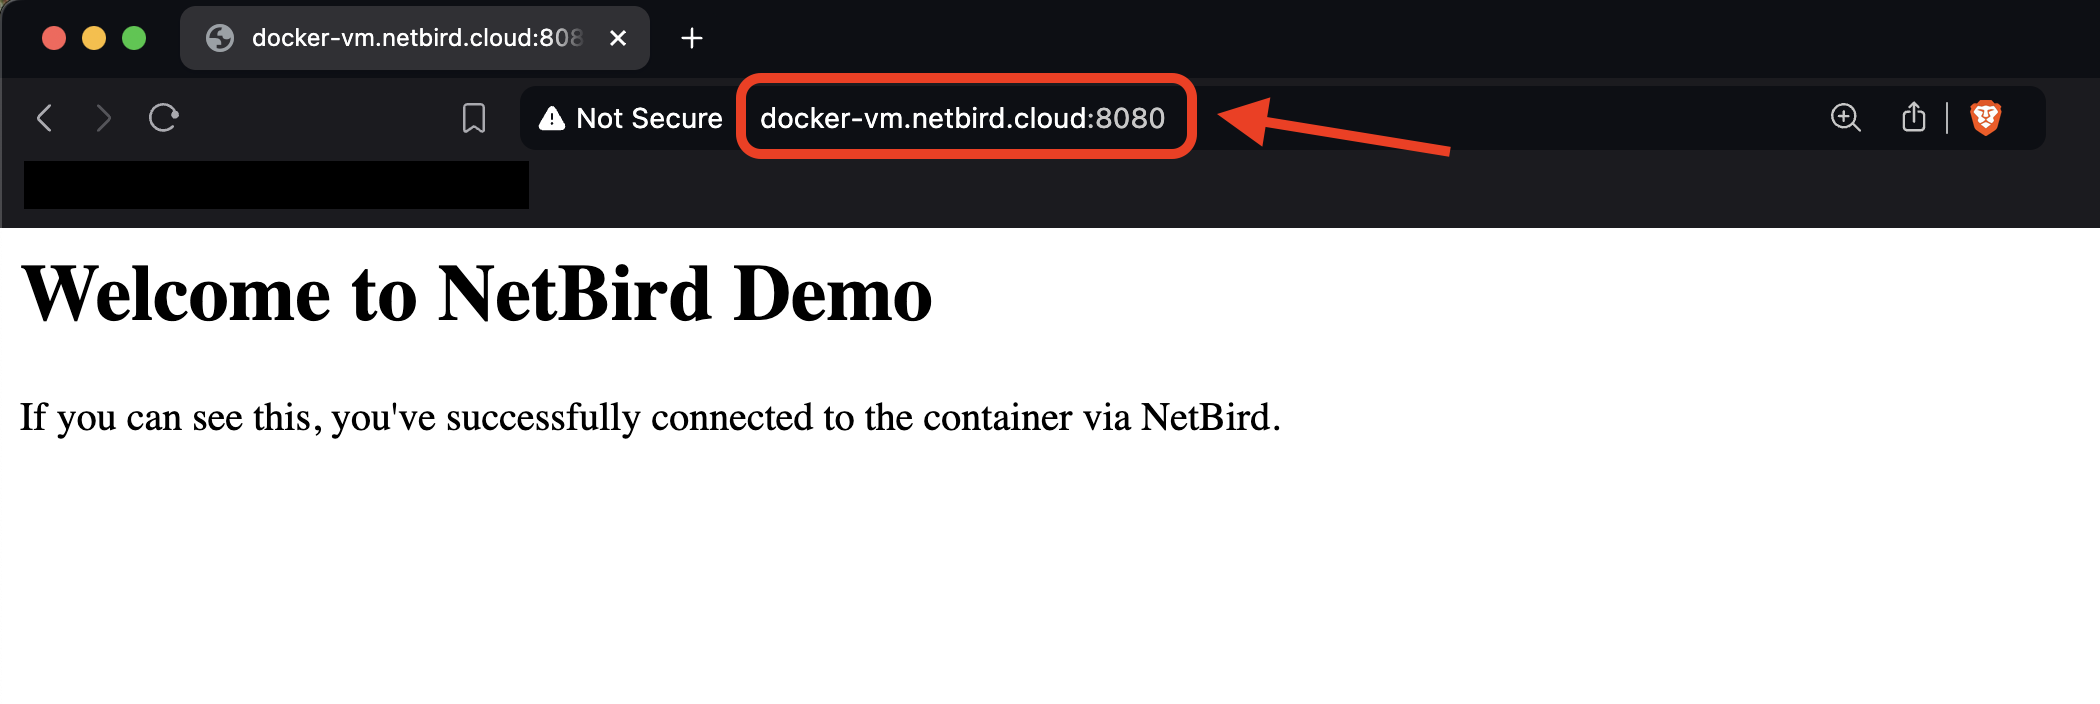 docker-vm.netbird.cloud:808
Not Secure docker-vm.netbird.cloud:8080
Welcome to NetBird Demo
If you can see this, you've successfully connected to the container via NetBird.